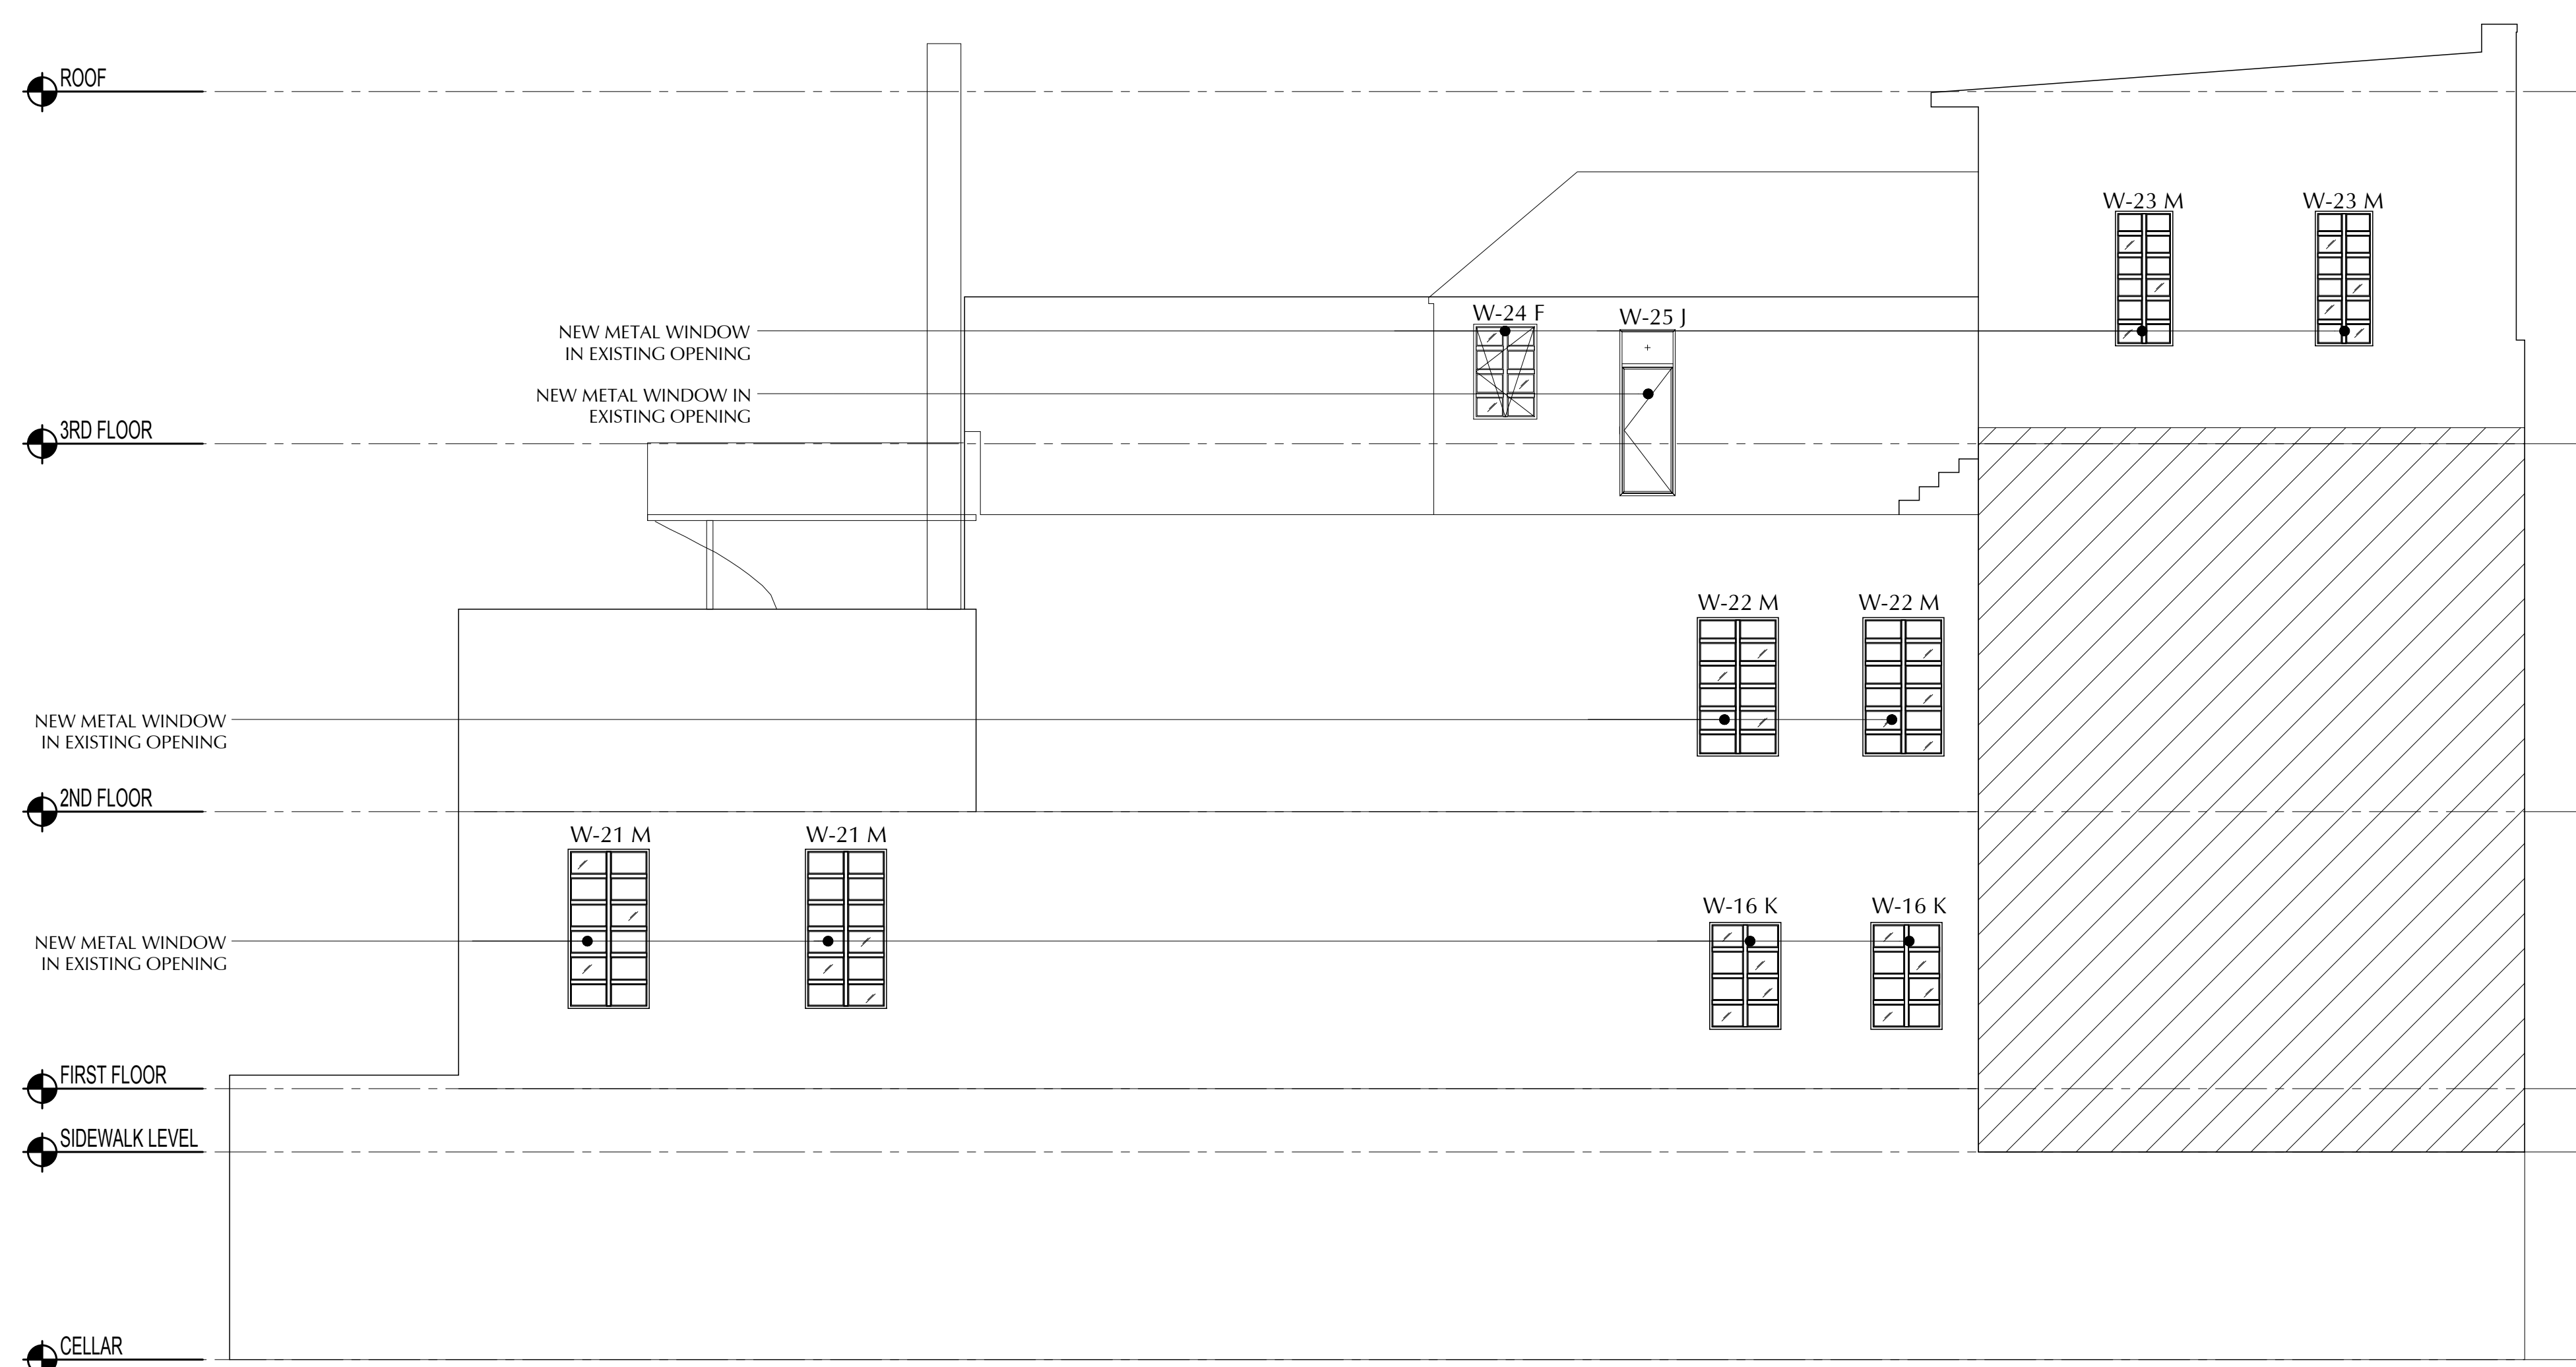 ROOF
W-23 M
W-23 M
W-24 F
W-25 J
NEW METAL WINDOW
IN EXISTING OPENING
NEW METAL WINDOW IN
EXISTING OPENING
3RD FLOOR
W-22 M
W-22 M
NEW METAL WINDOW
IN EXISTING OPENING
2ND FLOOR
W-21 M
W-21 M
W-16 K
W-16 K
NEW METAL WINDOW
IN EXISTING OPENING
FIRST FLOOR
SIDEWALK LEVEL
CELLAR